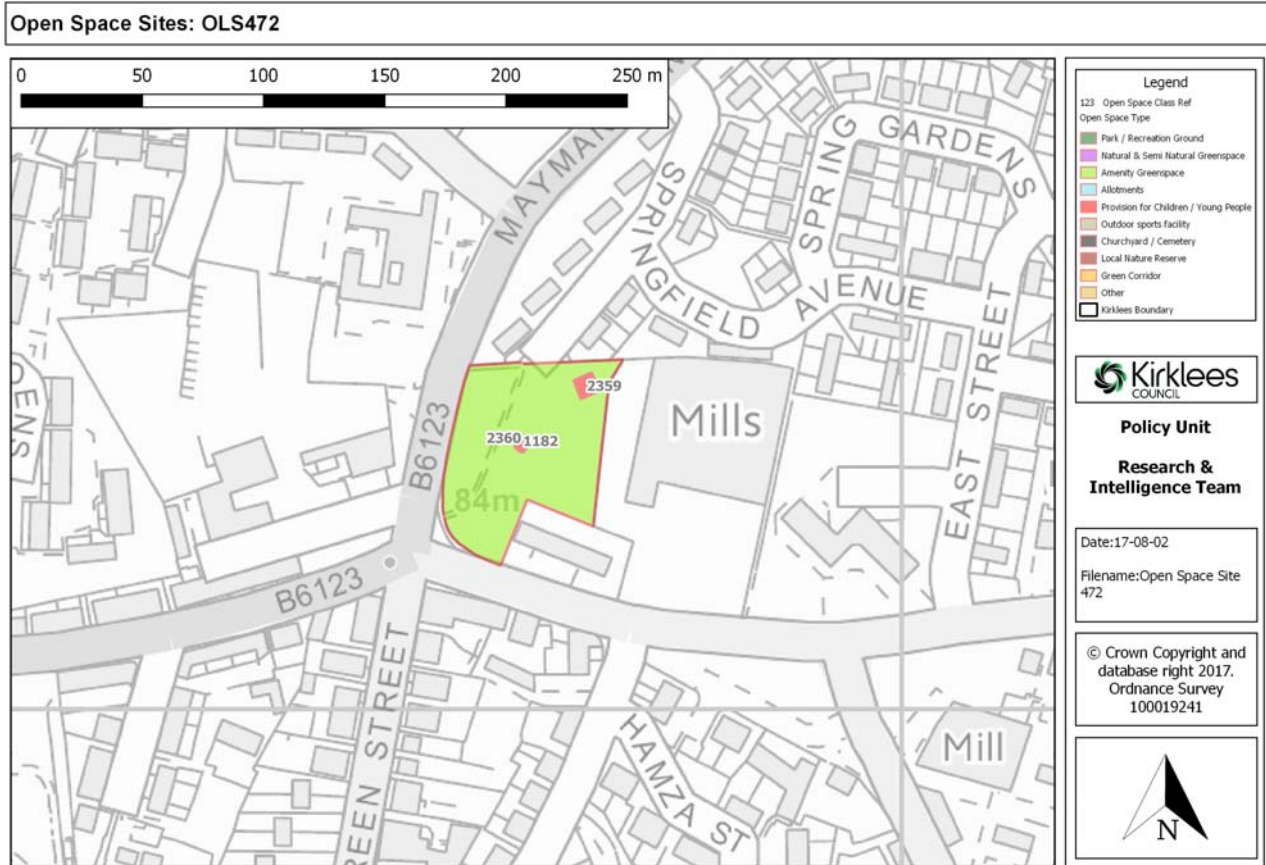 Open Space Sites: OLS472
0 50 100 150 200 250 m
MAYMAN
SPRINGFIELD
AVENUE
SPRING
GARDENS
EAST STREET
B6123
Mills
2359
2360 1182
84m
B6123
REEN STREET
HAMZA ST
Mill
Legend
123 Open Space Class Ref
Open Space Type
Park / Recreation Ground
Natural & Semi Natural Greenspace
Amenity Greenspace
Allotments
Provision for Children / Young People
Outdoor sports facility
Churchyard / Cemetery
Local Nature Reserve
Green Corridor
Other
Kirklees Boundary
Kirklees
COUNCIL
Policy Unit
Research &
Intelligence Team
Date:17-08-02
Filename:Open Space Site
472
© Crown Copyright and
database right 2017.
Ordnance Survey
100019241
N